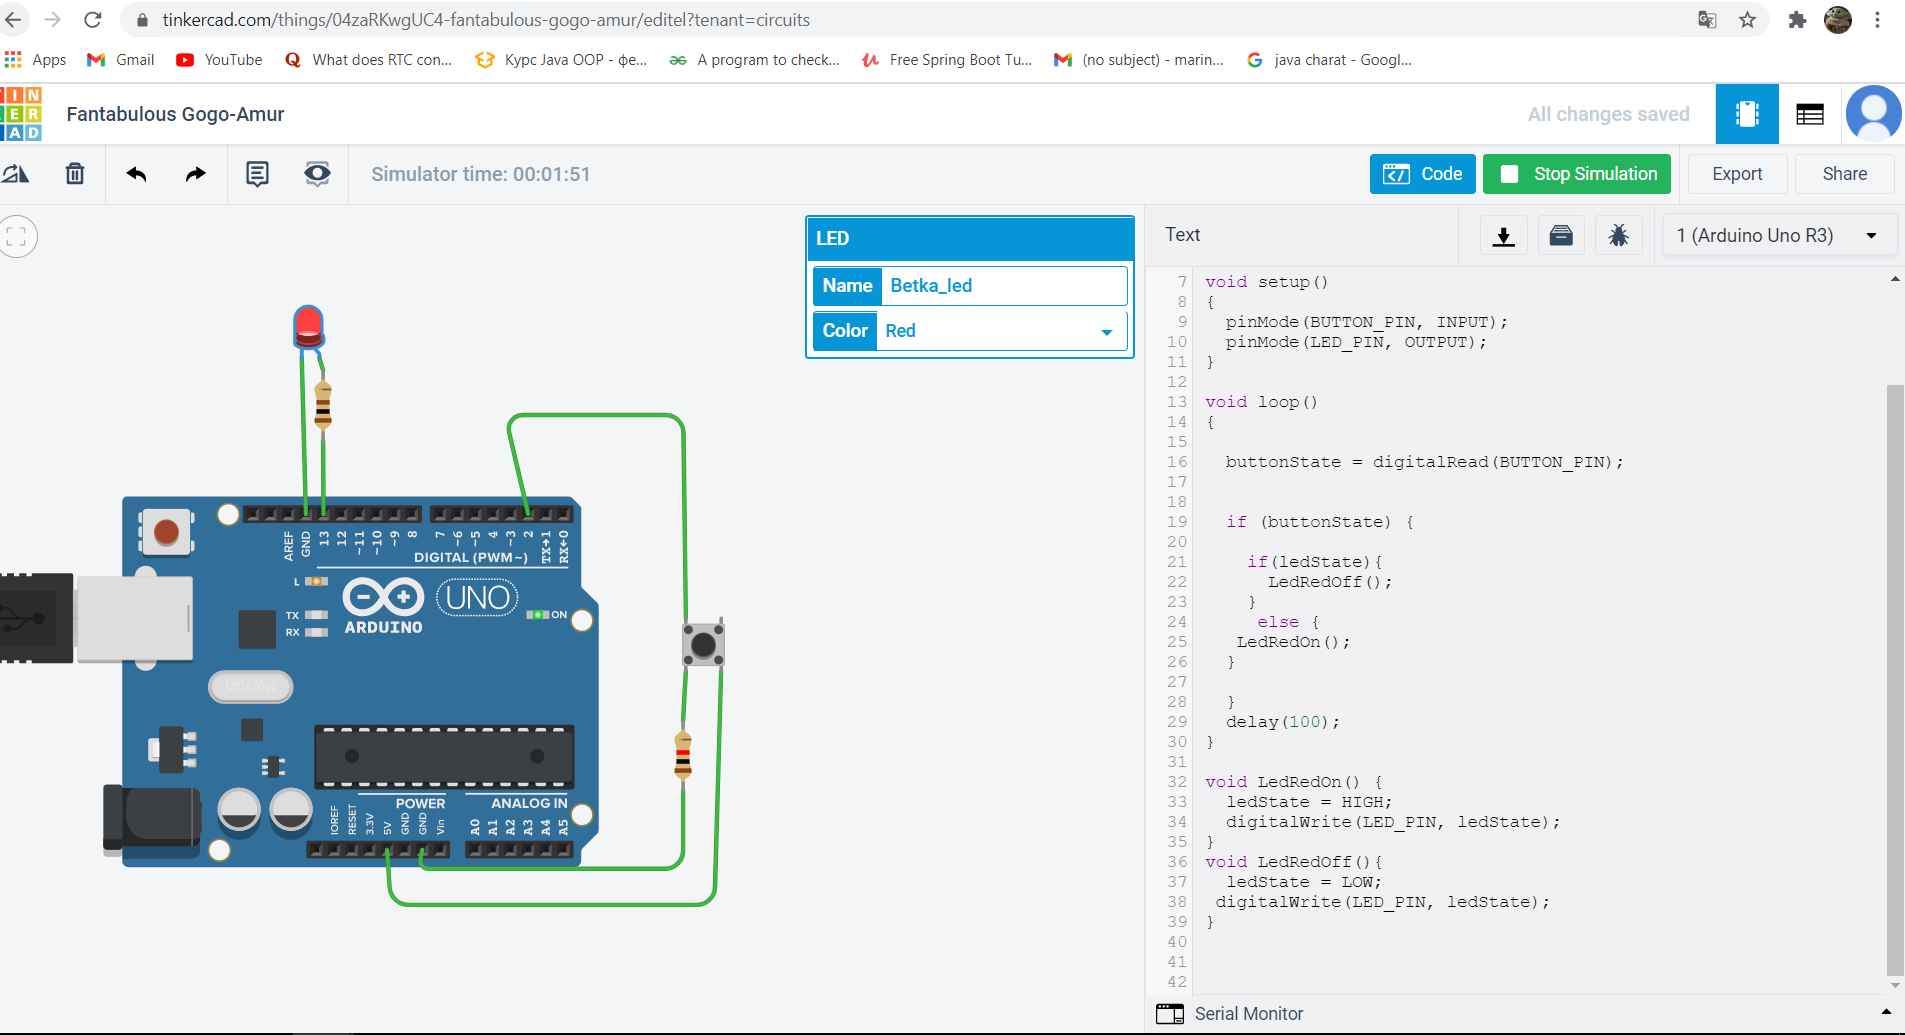 tinkercad.com/things/04zaRKwgUC4-fantabulous-gogo-amur/editel?tenant=circuits
Apps Gmail YouTube What does RTC con... Курс Java OOP - фе... A program to check... Free Spring Boot Tu... (no subject) - marin... java charat - Googl...
TIN
KER
CAD
Fantabulous Gogo-Amur
All changes saved
Simulator time: 00:01:51
Code
Stop Simulation
Export
Share
LED
Name Betka_led
Color Red
Text
1 (Arduino Uno R3)
AREF GND 13 12 ~11 ~10 ~9 8 7 ~6 ~5 4 ~3 2 TX→1 RX←0
DIGITAL (PWM~)
L
TX
RX
ARDUINO
UNO
ON
SPK16.000G
POWER
ANALOG IN
IOREF RESET 3.3V 5V GND GND Vin A0 A1 A2 A3 A4 A5
7 void setup()
8 {
9 pinMode(BUTTON_PIN, INPUT);
10 pinMode(LED_PIN, OUTPUT);
11 }
12
13 void loop()
14 {
15
16 buttonState = digitalRead(BUTTON_PIN);
17
18
19 if (buttonState) {
20
21 if(ledState){
22 LedRedOff();
23 }
24 else {
25 LedRedOn();
26 }
27
28 }
29 delay(100);
30 }
31
32 void LedRedOn() {
33 ledState = HIGH;
34 digitalWrite(LED_PIN, ledState);
35 }
36 void LedRedOff(){
37 ledState = LOW;
38 digitalWrite(LED_PIN, ledState);
39 }
40
41
42
Serial Monitor